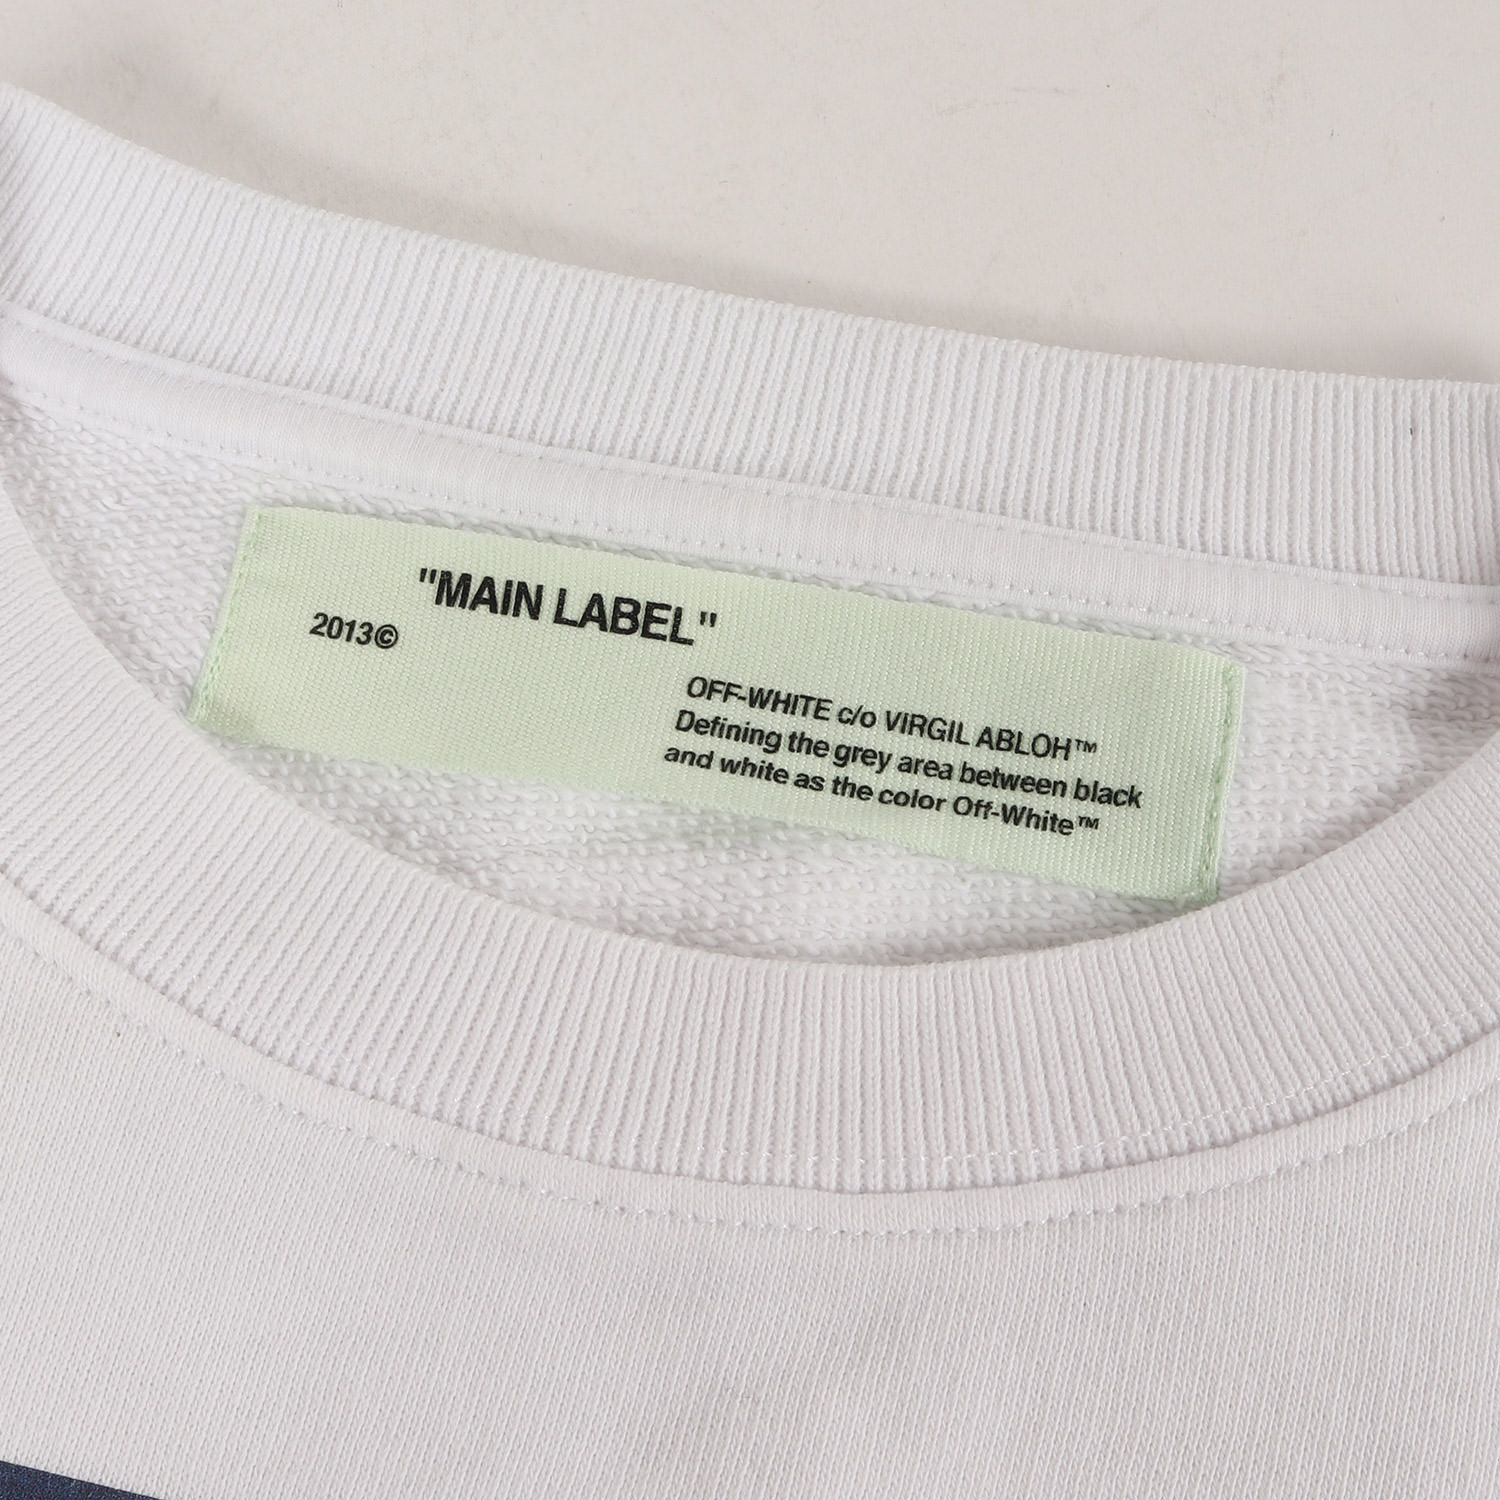 "MAIN LABEL"
2013©
OFF-WHITE c/o VIRGIL ABLOH™
Defining the grey area between black
and white as the color Off-White™